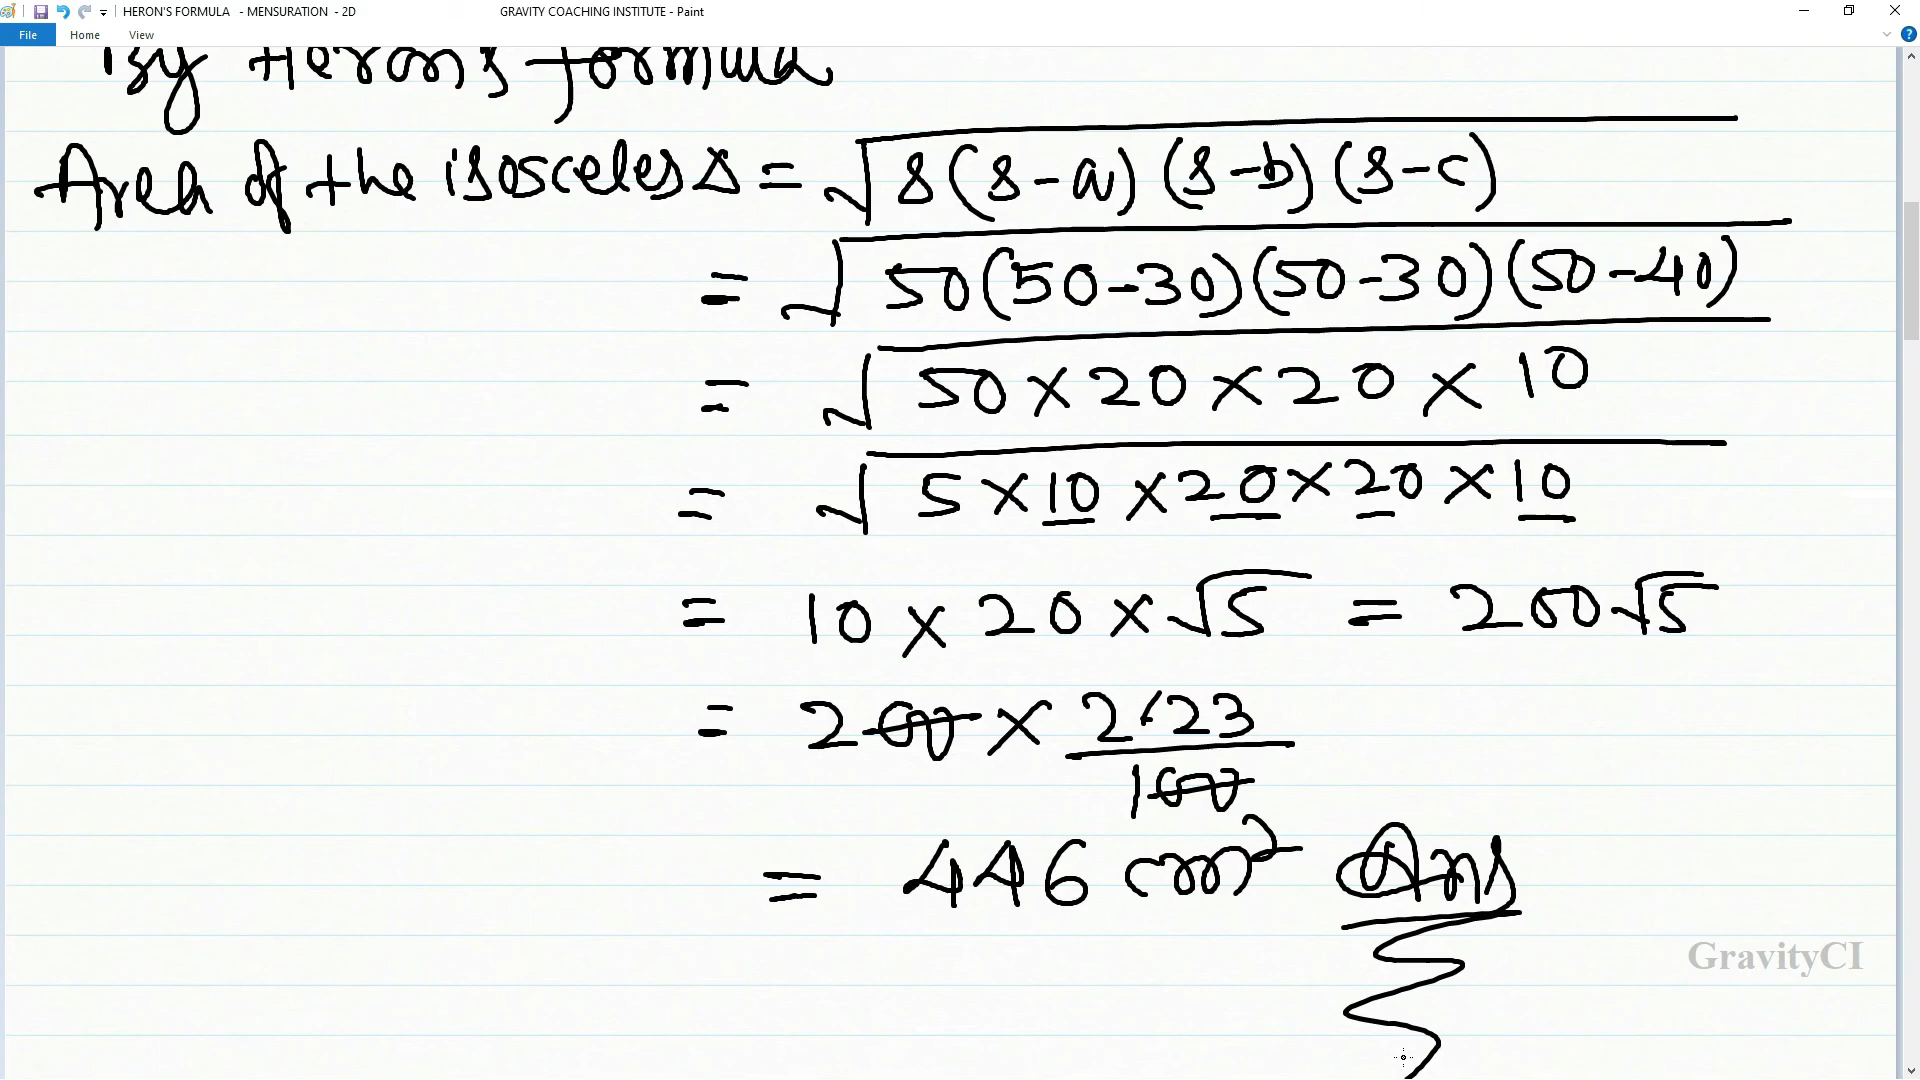 HERON'S FORMULA - MENSURATION - 2D GRAVITY COACHING INSTITUTE - Paint
File Home View
By Heron's formula
Area of the isosceles Δ = √s(s-a)(s-b)(s-c)
= √50(50-30)(50-30)(50-40)
= √50×20×20×10
= √5×10×20×20×10
= 10×20×√5 = 200√5
= 200×2.23/100
= 446 cm² Ans
GravityCI